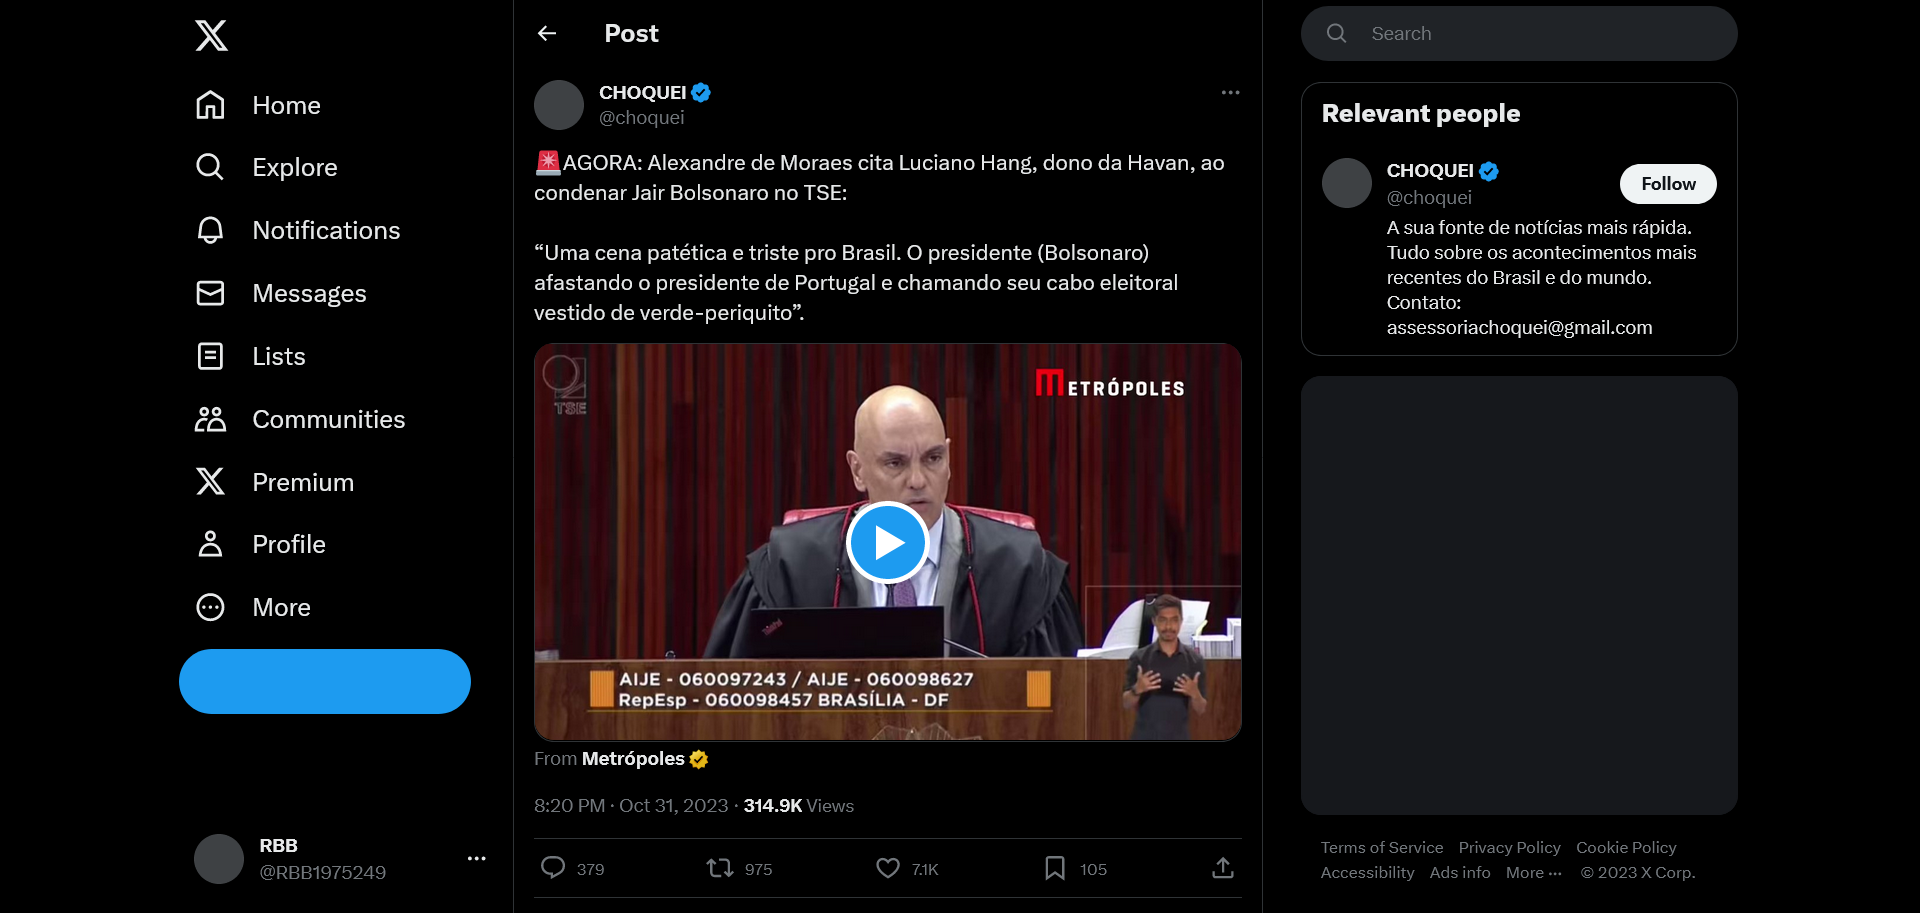 Home
Explore
Notifications
Messages
Lists
Communities
Premium
Profile
More
RBB
@RBB1975249
Post
CHOQUEI
@choquei
AGORA: Alexandre de Moraes cita Luciano Hang, dono da Havan, ao
condenar Jair Bolsonaro no TSE:
“Uma cena patética e triste pro Brasil. O presidente (Bolsonaro)
afastando o presidente de Portugal e chamando seu cabo eleitoral
vestido de verde-periquito”.
TSE
METRÓPOLES
AIJE - 060097243 / AIJE - 060098627
RepEsp - 060098457 BRASÍLIA - DF
From Metrópoles
8:20 PM · Oct 31, 2023 · 314.9K Views
379 975 7.1K 105
Search
Relevant people
CHOQUEI
@choquei
Follow
A sua fonte de notícias mais rápida.
Tudo sobre os acontecimentos mais
recentes do Brasil e do mundo.
Contato:
assessoriachoquei@gmail.com
Terms of Service Privacy Policy Cookie Policy
Accessibility Ads info More ··· © 2023 X Corp.